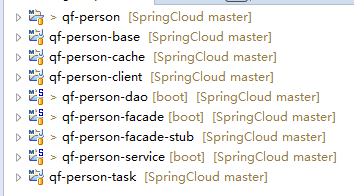 > qf-person [SpringCloud master]
> qf-person-base [SpringCloud master]
> qf-person-cache [SpringCloud master]
> qf-person-client [SpringCloud master]
> qf-person-dao [boot] [SpringCloud master]
> qf-person-facade [boot] [SpringCloud master]
> qf-person-facade-stub [SpringCloud master]
> qf-person-service [boot] [SpringCloud master]
qf-person-task [SpringCloud master]